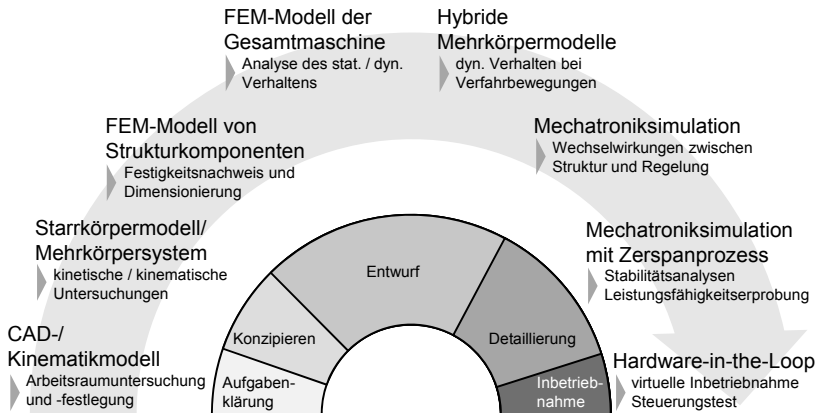 FEM-Modell der
Gesamtmaschine
Analyse des stat. / dyn.
Verhaltens
Hybride
Mehrkörpermodelle
dyn. Verhalten bei
Verfahrbewegungen
FEM-Modell von
Strukturkomponenten
Festigkeitsnachweis und
Dimensionierung
Mechatroniksimulation
Wechselwirkungen zwischen
Struktur und Regelung
Starrkörpermodell/
Mehrkörpersystem
kinetische / kinematische
Untersuchungen
Mechatroniksimulation
mit Zerspanprozess
Stabilitätsanalysen
Leistungsfähigkeitserprobung
CAD-/
Kinematikmodell
Arbeitsraumuntersuchung
und -festlegung
Hardware-in-the-Loop
virtuelle Inbetriebnahme
Steuerungstest
Entwurf
Konzipieren
Detaillierung
Aufgaben-
klärung
Inbetrieb-
nahme